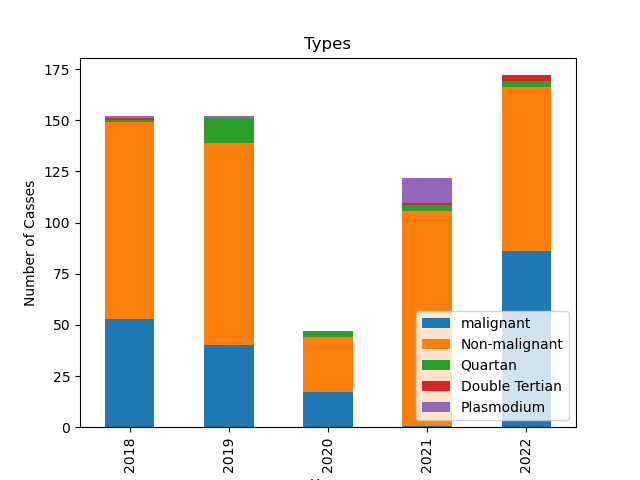 Types
Number of Casses
175
150
125
100
75
50
25
0
malignant
Non-malignant
Quartan
Double Tertian
Plasmodium
2018
2019
2020
2021
2022